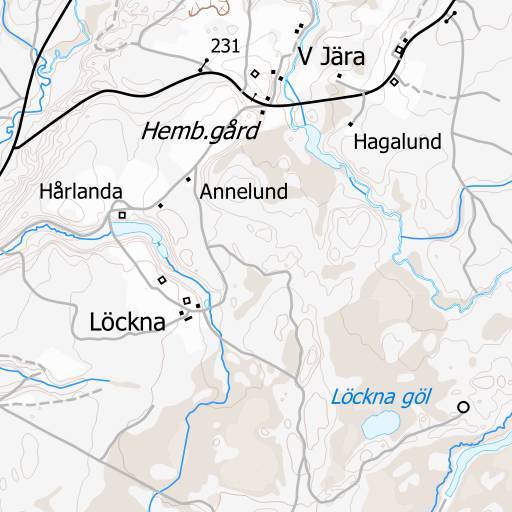 231
V Jära
Hemb.gård
Hagalund
Hårlanda
Annelund
Löckna
Löckna göl